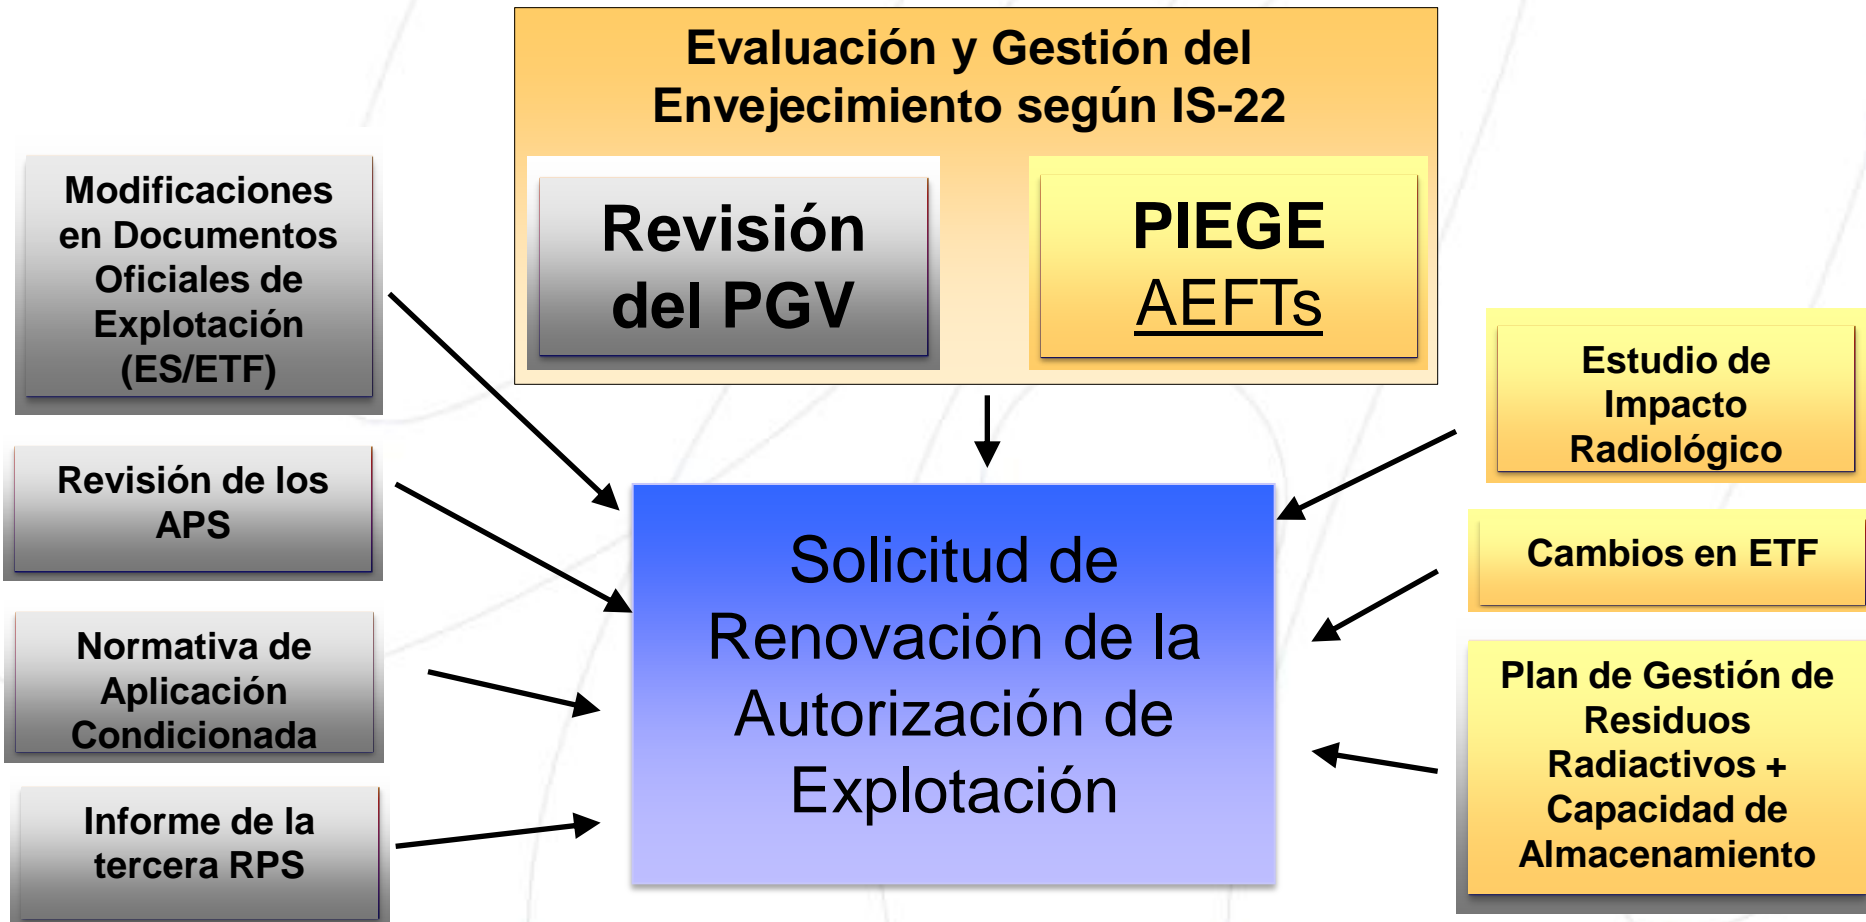 Evaluación y Gestión del
Envejecimiento según IS-22
Revisión
del PGV
PIEGE
AEFTs
Modificaciones
en Documentos
Oficiales de
Explotación
(ES/ETF)
Revisión de los
APS
Normativa de
Aplicación
Condicionada
Informe de la
tercera RPS
Solicitud de
Renovación de la
Autorización de
Explotación
Estudio de
Impacto
Radiológico
Cambios en ETF
Plan de Gestión de
Residuos
Radiactivos +
Capacidad de
Almacenamiento